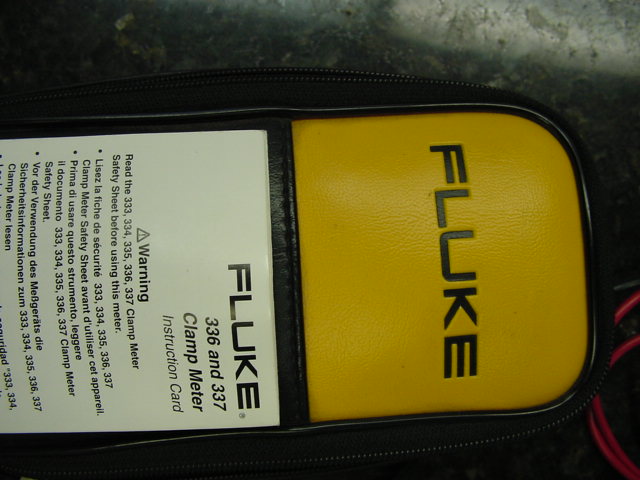 FLUKE
FLUKE®
336 and 337
Clamp Meter
Instruction Card
⚠Warning
Read the 333, 334, 335, 336, 337 Clamp Meter
Safety Sheet before using this meter.
• Lisez la fiche de sécurité 333, 334, 335, 336, 337
Clamp Meter Safety Sheet avant d'utiliser cet appareil.
• Prima di usare questo strumento, leggere
il documento 333, 334, 335, 336, 337 Clamp Meter
Safety Sheet.
• Vor der Verwendung des Meßgeräts die
Sicherheitsinformationen zum 333, 334, 335, 336, 337
Clamp Meter lesen
seguridad "333, 334,